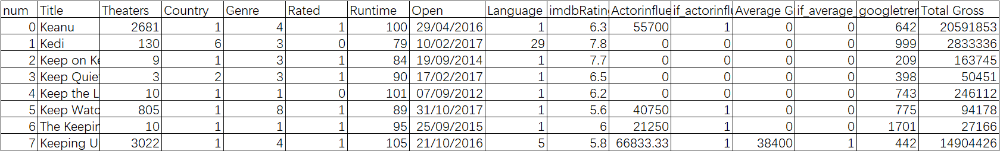 num Title Theaters Country Genre Rated Runtime Open Language imdbRatin Actorinflue if_actorinflu Average G if_average_ googletren Total Gross
0 Keanu 2681 1 4 1 100 29/04/2016 1 6.3 55700 1 0 0 642 20591853
1 Kedi 130 6 3 0 79 10/02/2017 29 7.8 0 0 0 0 999 2833336
2 Keep on Ke 9 1 3 1 84 19/09/2014 1 7.7 0 0 0 0 209 163745
3 Keep Quiet 3 2 3 1 90 17/02/2017 1 6.5 0 0 0 0 398 50451
4 Keep the L 10 1 1 0 101 07/09/2012 1 6.2 0 0 0 0 743 246112
5 Keep Watc 805 1 8 1 89 31/10/2017 1 5.6 40750 1 0 0 775 94178
6 The Keepin 10 1 1 1 95 25/09/2015 1 6 21250 1 0 0 1701 27166
7 Keeping U 3022 1 4 1 105 21/10/2016 5 5.8 66833.33 1 38400 1 442 14904426